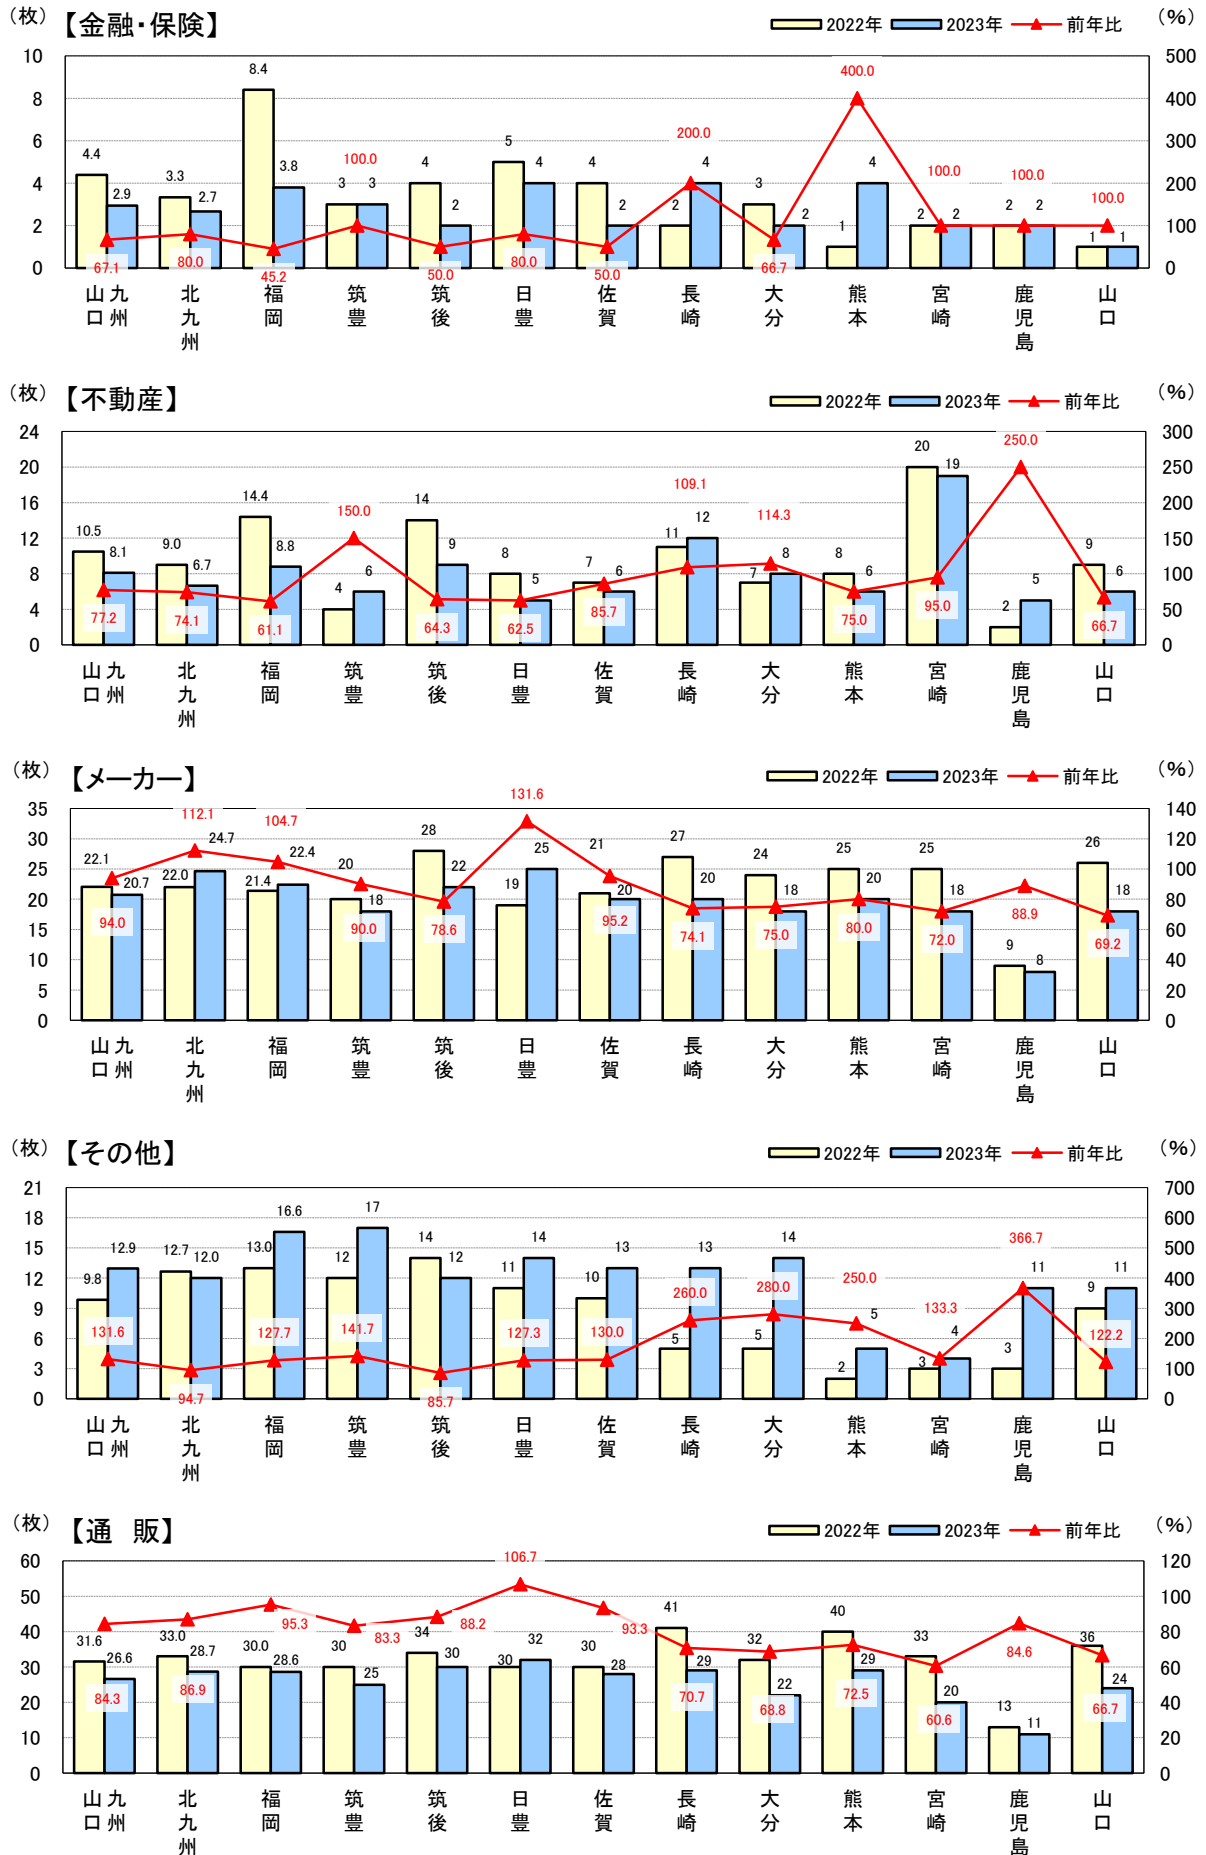 （枚）【金融・保険】 2022年 2023年 前年比 （％）
10 8 6 4 2 0
500 400 300 200 100 0
4.4 3.3 8.4 3 4 5 4 2 3 1 2 2 1
2.9 2.7 3.8 3 2 4 2 4 2 4 2 2 1
67.1 80.0 45.2 100.0 50.0 80.0 50.0 200.0 66.7 400.0 100.0 100.0 100.0
九州山口 北九州 福岡 筑豊 筑後 日豊 佐賀 長崎 大分 熊本 宮崎 鹿児島 山口
（枚）【不動産】 2022年 2023年 前年比 （％）
24 20 16 12 8 4 0
300 250 200 150 100 50 0
10.5 9.0 14.4 4 14 8 7 11 7 8 20 2 9
8.1 6.7 8.8 6 9 5 6 12 8 6 19 5 6
77.2 74.1 61.1 150.0 64.3 62.5 85.7 109.1 114.3 75.0 95.0 250.0 66.7
九州山口 北九州 福岡 筑豊 筑後 日豊 佐賀 長崎 大分 熊本 宮崎 鹿児島 山口
（枚）【メーカー】 2022年 2023年 前年比 （％）
35 30 25 20 15 10 5 0
140 120 100 80 60 40 20 0
22.1 22.0 21.4 20 28 19 21 27 24 25 25 9 26
20.7 24.7 22.4 18 22 25 20 20 18 20 18 8 18
94.0 112.1 104.7 90.0 78.6 131.6 95.2 74.1 75.0 80.0 72.0 88.9 69.2
九州山口 北九州 福岡 筑豊 筑後 日豊 佐賀 長崎 大分 熊本 宮崎 鹿児島 山口
（枚）【その他】 2022年 2023年 前年比 （％）
21 18 15 12 9 6 3 0
700 600 500 400 300 200 100 0
9.8 12.7 13.0 12 14 11 10 5 5 2 3 3 9
12.9 12.0 16.6 17 12 14 13 13 14 5 4 11 11
131.6 94.7 127.7 141.7 85.7 127.3 130.0 260.0 280.0 250.0 133.3 366.7 122.2
九州山口 北九州 福岡 筑豊 筑後 日豊 佐賀 長崎 大分 熊本 宮崎 鹿児島 山口
（枚）【通　販】 2022年 2023年 前年比 （％）
60 50 40 30 20 10 0
120 100 80 60 40 20 0
31.6 33.0 30.0 30 34 30 30 41 32 40 33 13 36
26.6 28.7 28.6 25 30 32 28 29 22 29 20 11 24
84.3 86.9 95.3 83.3 88.2 106.7 93.3 70.7 68.8 72.5 60.6 84.6 66.7
九州山口 北九州 福岡 筑豊 筑後 日豊 佐賀 長崎 大分 熊本 宮崎 鹿児島 山口